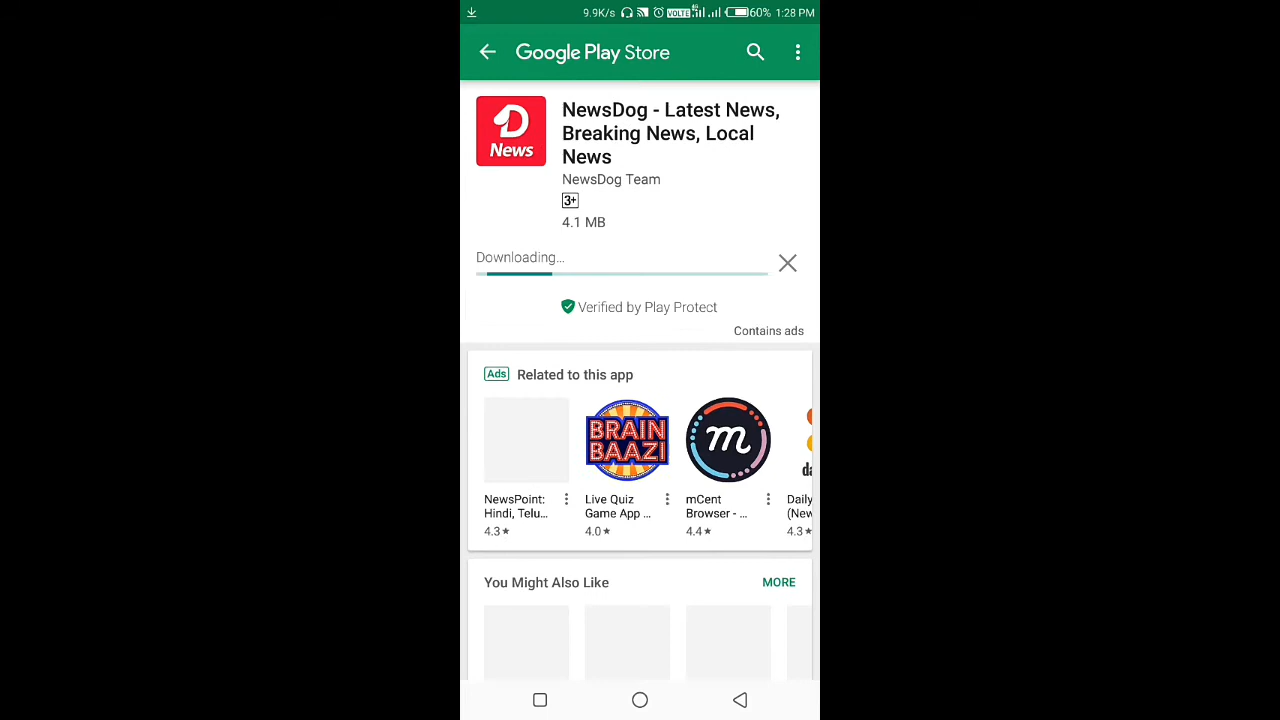 9.9K/s VOLTE 4G 60% 1:28 PM
Google Play Store
D
News
NewsDog - Latest News,
Breaking News, Local
News
NewsDog Team
3+
4.1 MB
Downloading...
Verified by Play Protect
Contains ads
Ads Related to this app
BRAIN
BAAZI
m
da
NewsPoint: Live Quiz mCent Daily
Hindi, Telu... Game App ... Browser - ... (New
4.3★ 4.0★ 4.4★ 4.3★
You Might Also Like MORE